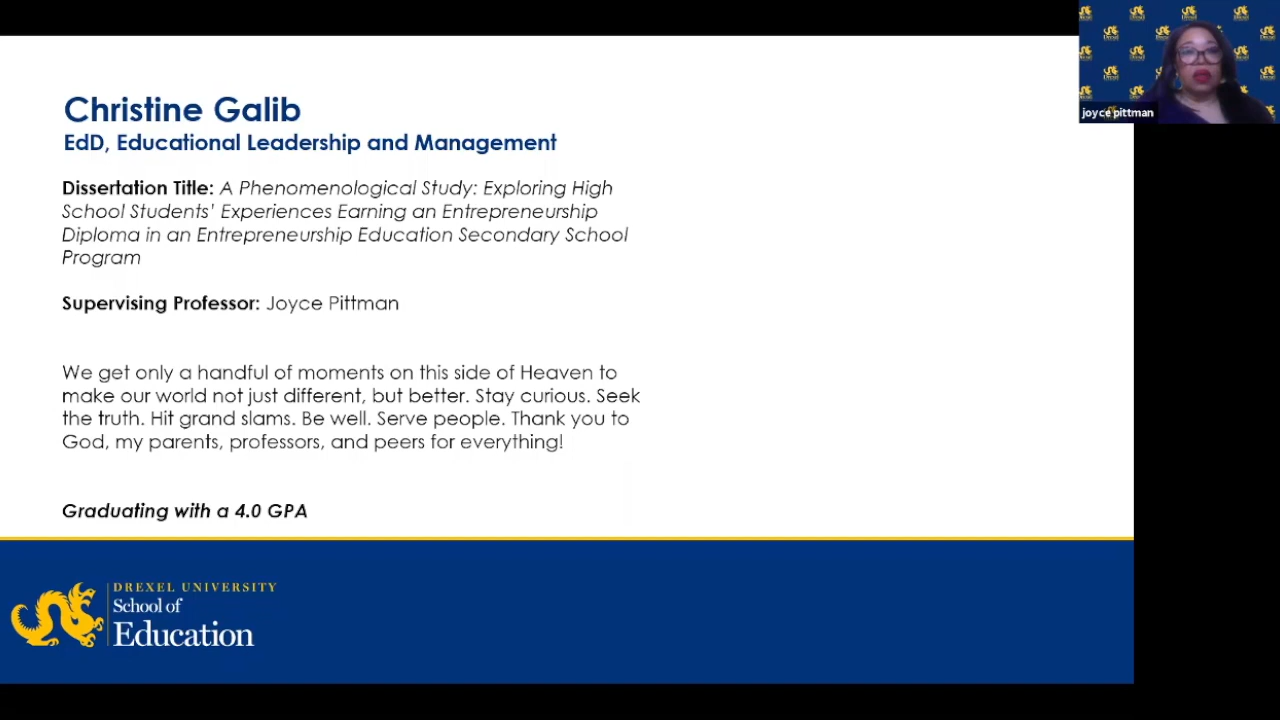 Christine Galib
EdD, Educational Leadership and Management
Dissertation Title: A Phenomenological Study: Exploring High
School Students' Experiences Earning an Entrepreneurship
Diploma in an Entrepreneurship Education Secondary School
Program
Supervising Professor: Joyce Pittman
We get only a handful of moments on this side of Heaven to
make our world not just different, but better. Stay curious. Seek
the truth. Hit grand slams. Be well. Serve people. Thank you to
God, my parents, professors, and peers for everything!
Graduating with a 4.0 GPA
DREXEL UNIVERSITY
School of
Education
joyce pittman